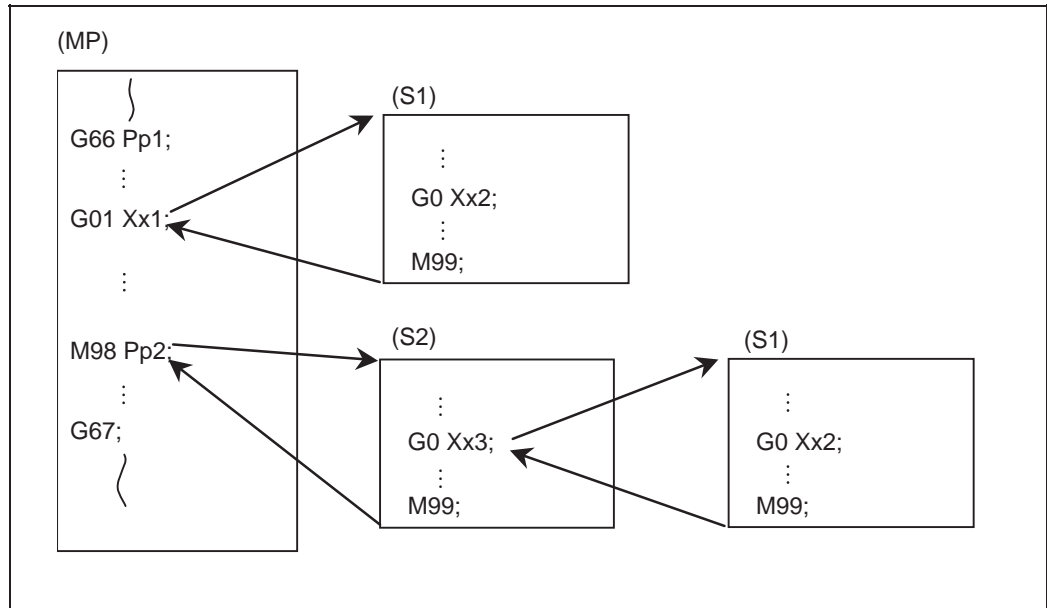 (MP)
G66 Pp1;
⋮
G01 Xx1;
⋮
M98 Pp2;
⋮
G67;
(S1)
⋮
G0 Xx2;
⋮
M99;
(S2)
⋮
G0 Xx3;
⋮
M99;
(S1)
⋮
G0 Xx2;
⋮
M99;